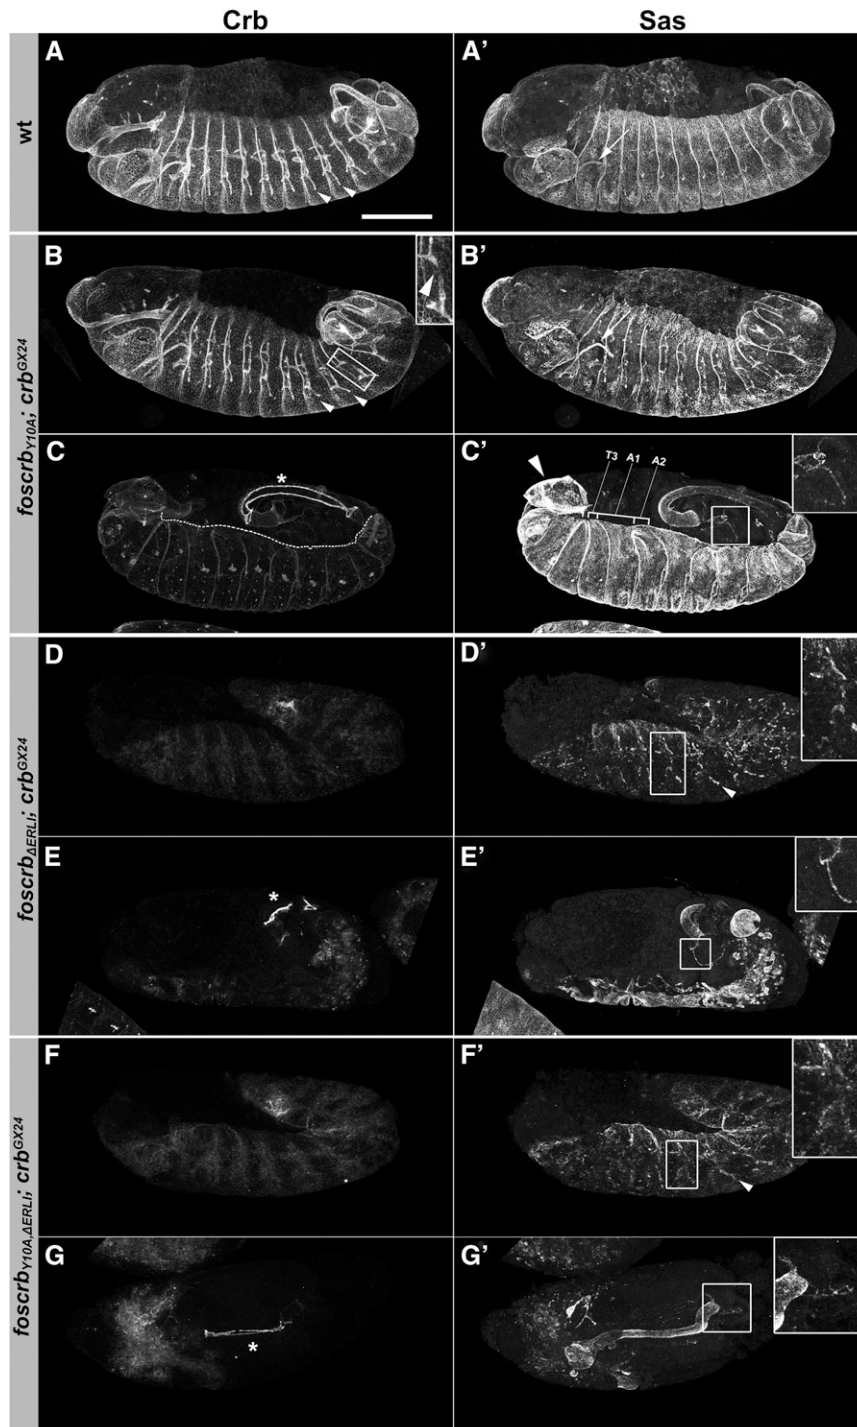 Crb Sas
wt
A A’
foscrbY10A; crbGX24
B B’
C * C’ T3 A1 A2
foscrbΔERLI; crbGX24
D D’
E * E’
foscrbY10A,ΔERLI; crbGX24
F F’
G * G’